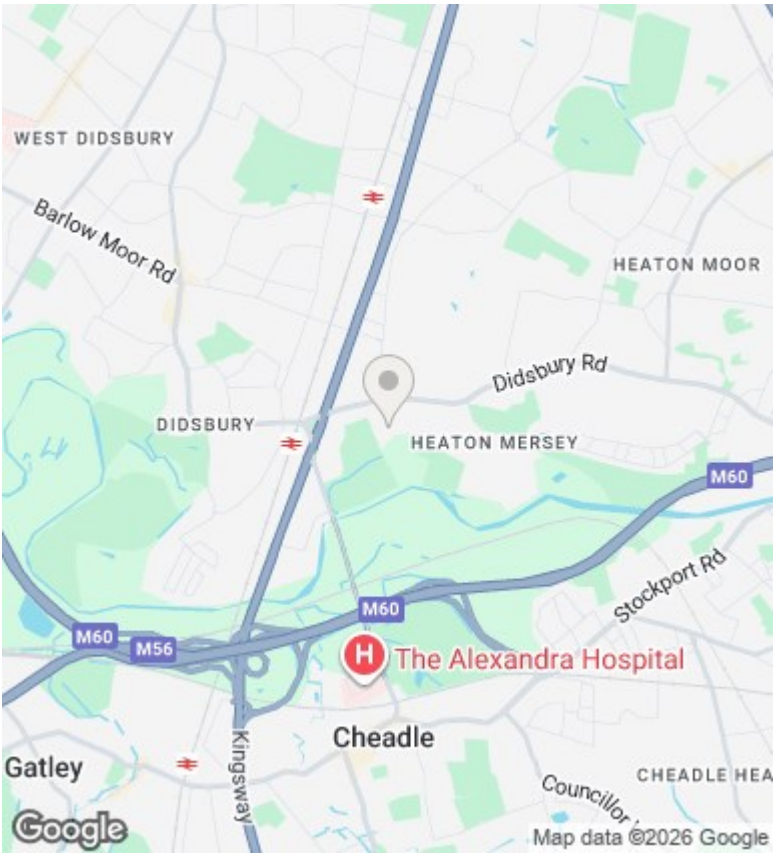 WEST DIDSBURY
Barlow Moor Rd
HEATON MOOR
Didsbury Rd
DIDSBURY
HEATON MERSEY
M60
Stockport Rd
M60
M60
M56
H
The Alexandra Hospital
Kingsway
Cheadle
Gatley
CHEADLE HEA
Councillor
Google
Map data ©2026 Google